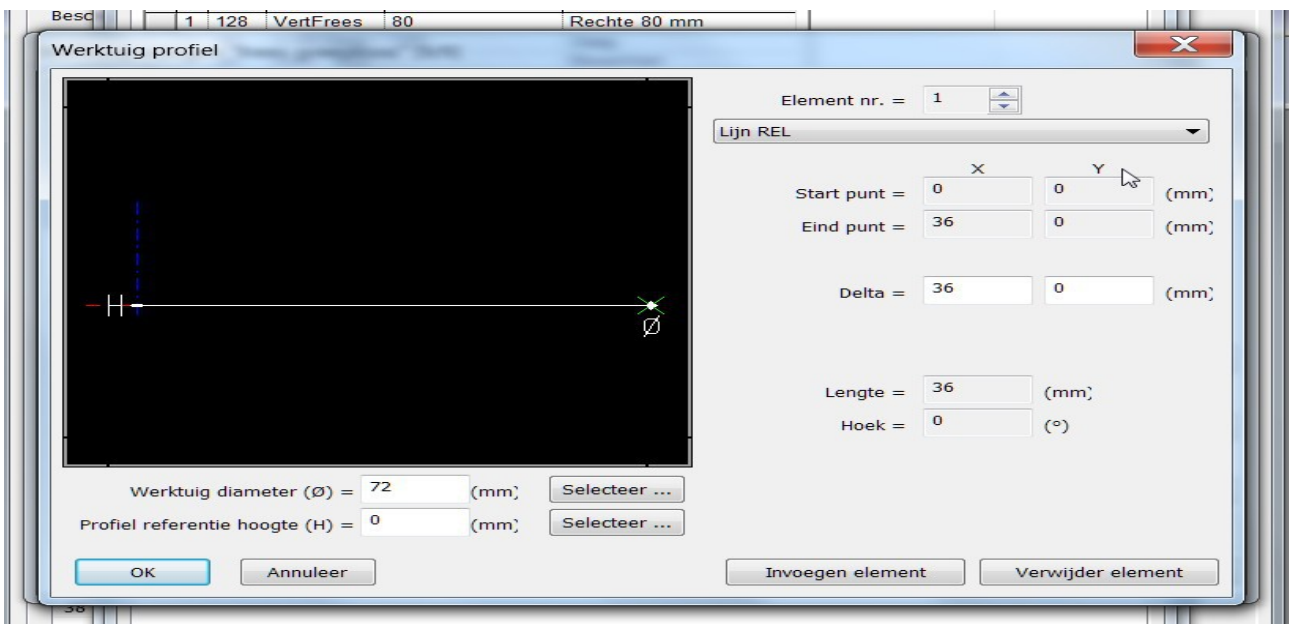 Besc
1 128 VertFrees 80 Rechte 80 mm
Werktuig profiel
Element nr. = 1
Lijn REL
X Y
Start punt = 0 0 (mm)
Eind punt = 36 0 (mm)
Delta = 36 0 (mm)
H
Ø
Lengte = 36 (mm)
Hoek = 0 (°)
Werktuig diameter (Ø) = 72 (mm) Selecteer ...
Profiel referentie hoogte (H) = 0 (mm) Selecteer ...
OK Annuleer Invoegen element Verwijder element
38